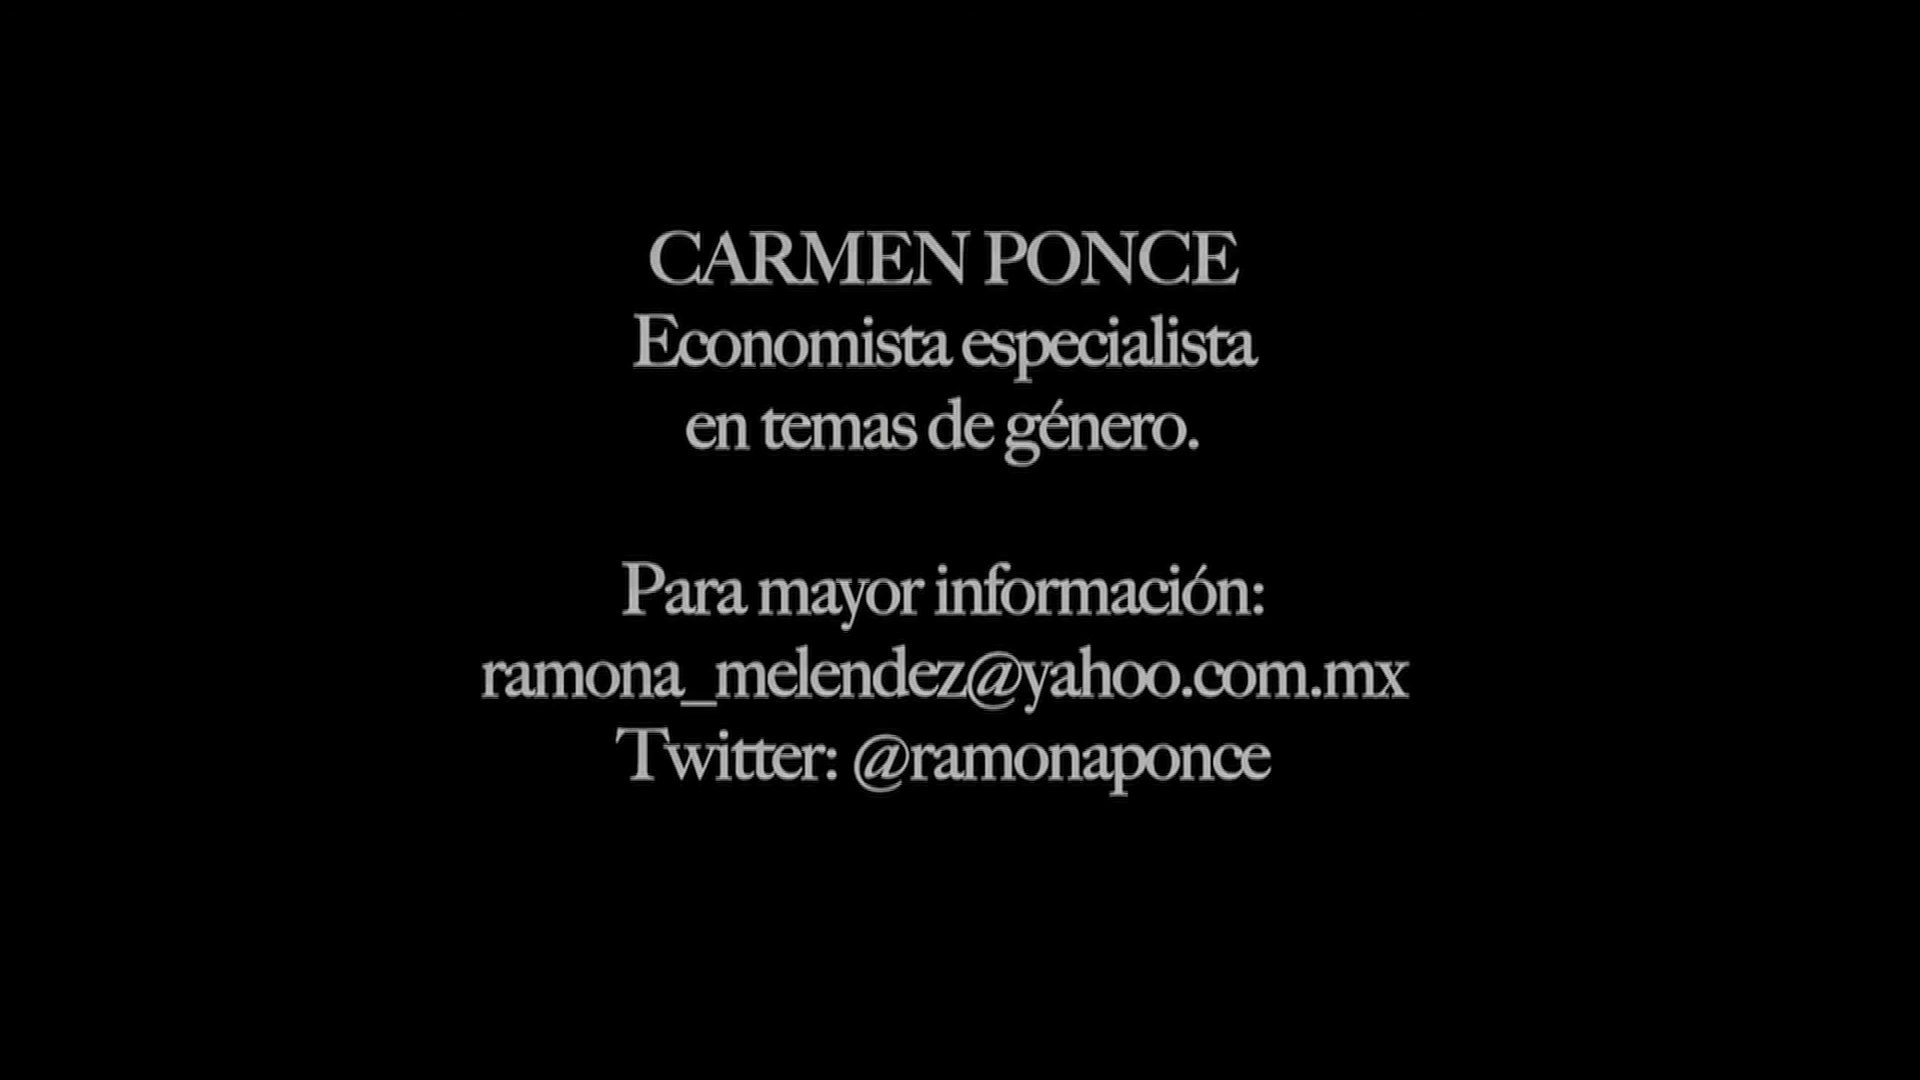 CARMEN PONCE
Economista especialista
en temas de género.
Para mayor información:
ramona_melendez@yahoo.com.mx
Twitter: @ramonaponce